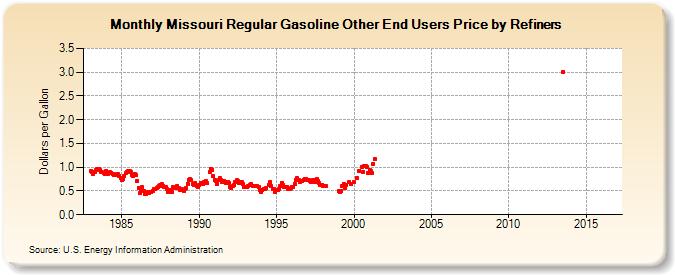 Monthly Missouri Regular Gasoline Other End Users Price by Refiners
Dollars per Gallon
3.5
3.0
2.5
2.0
1.5
1.0
0.5
0.0
1985 1990 1995 2000 2005 2010 2015
Source: U.S. Energy Information Administration